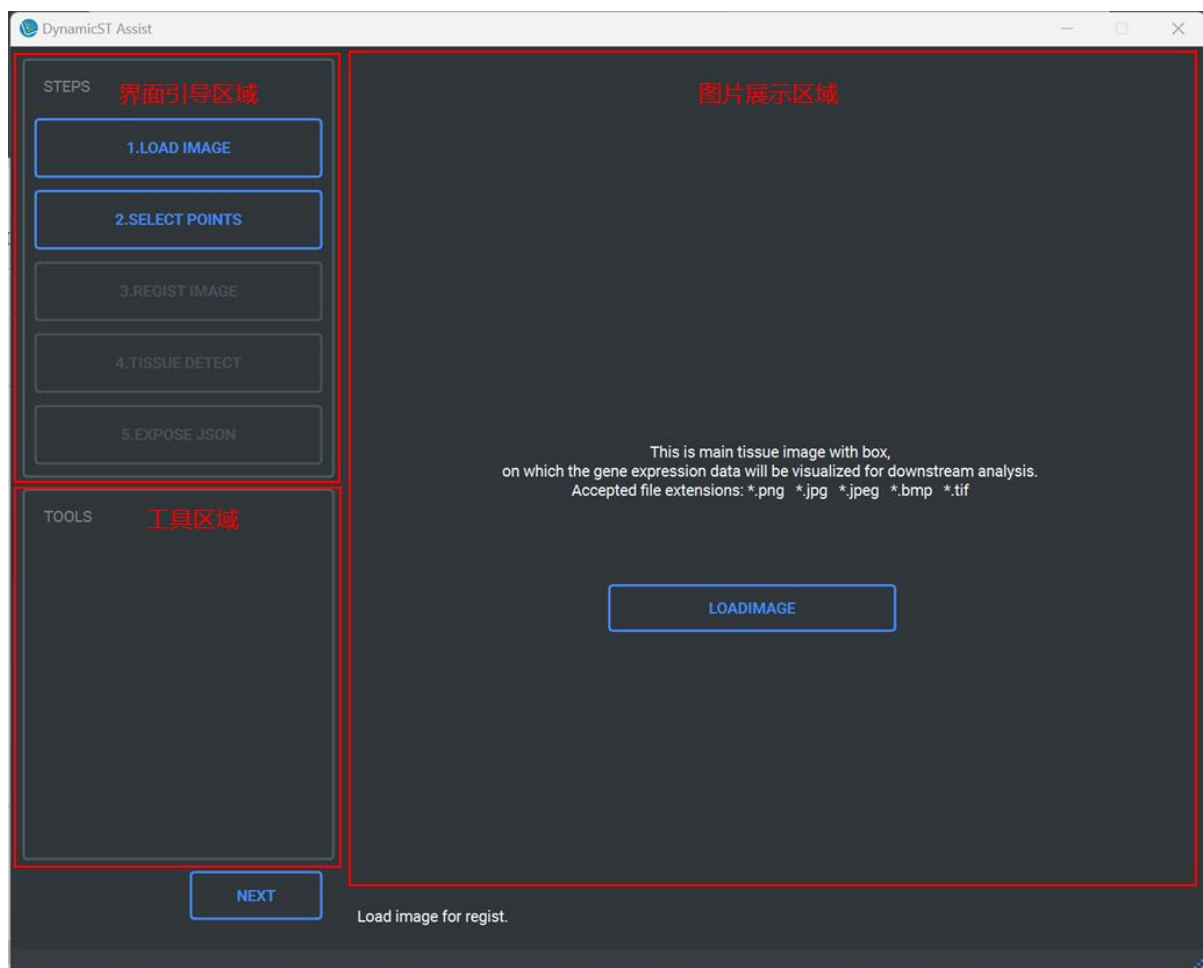 DynamicST Assist
STEPS
界面引导区域
1.LOAD IMAGE
2.SELECT POINTS
3.REGIST IMAGE
4.TISSUE DETECT
5.EXPOSE JSON
TOOLS
工具区域
NEXT
图片展示区域
This is main tissue image with box,
on which the gene expression data will be visualized for downstream analysis.
Accepted file extensions: *.png *.jpg *.jpeg *.bmp *.tif
LOADIMAGE
Load image for regist.